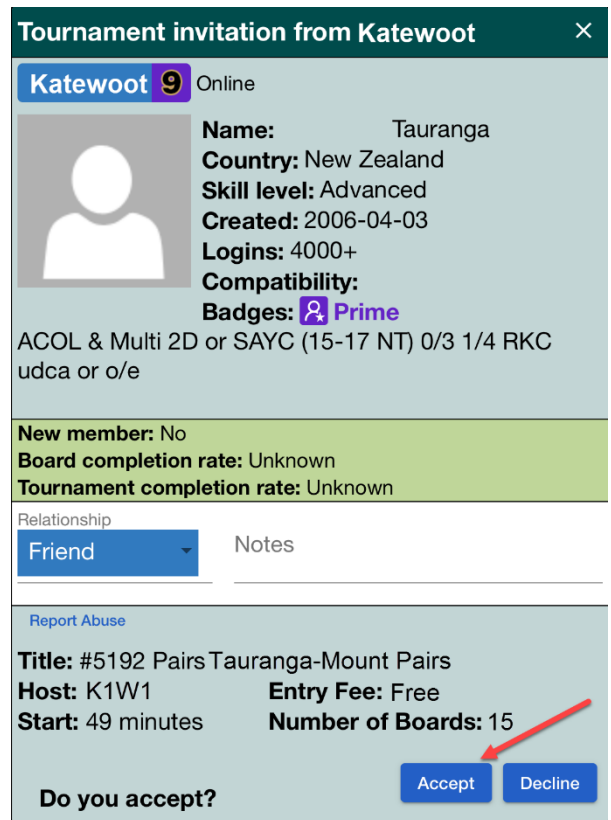 Tournament invitation from Katewoot ×
Katewoot 9 Online
Name: Tauranga
Country: New Zealand
Skill level: Advanced
Created: 2006-04-03
Logins: 4000+
Compatibility:
Badges: Prime
ACOL & Multi 2D or SAYC (15-17 NT) 0/3 1/4 RKC
udca or o/e
New member: No
Board completion rate: Unknown
Tournament completion rate: Unknown
Relationship
Friend Notes
Report Abuse
Title: #5192 Pairs Tauranga-Mount Pairs
Host: K1W1 Entry Fee: Free
Start: 49 minutes Number of Boards: 15
Do you accept? Accept Decline